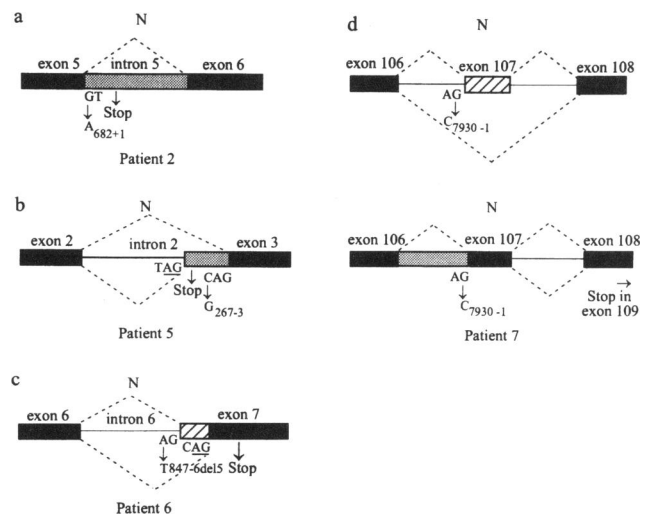 a
N
exon 5 intron 5 exon 6
GT
Stop
A682+1
Patient 2
b
N
exon 2 intron 2 exon 3
TAG CAG
Stop
G267-3
Patient 5
c
N
exon 6 intron 6 exon 7
AG CAG
T847-6del5 Stop
Patient 6
d
N
exon 106 exon 107 exon 108
AG
C7930 -1
N
exon 106 exon 107 exon 108
AG
C7930 -1
Stop in
exon 109
Patient 7